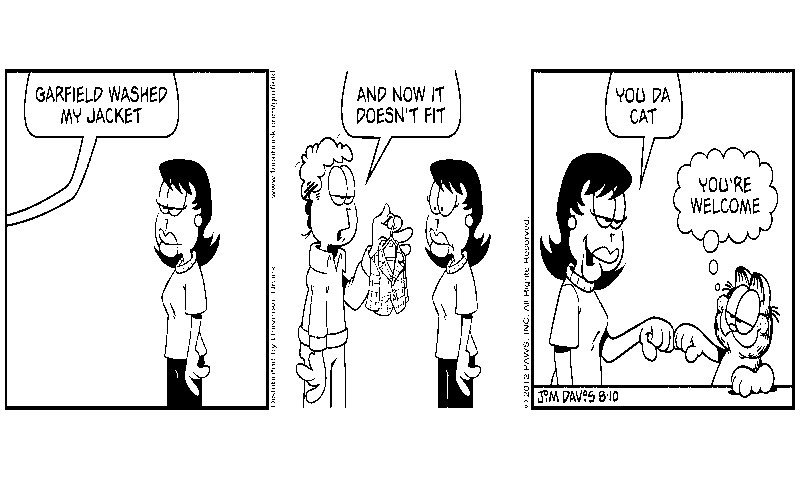 GARFIELD WASHED
MY JACKET
AND NOW IT
DOESN'T FIT
YOU DA
CAT
YOU'RE
WELCOME
© 2012 PAWS, INC. All Rights Reserved.
JIM DAVIS 8·10